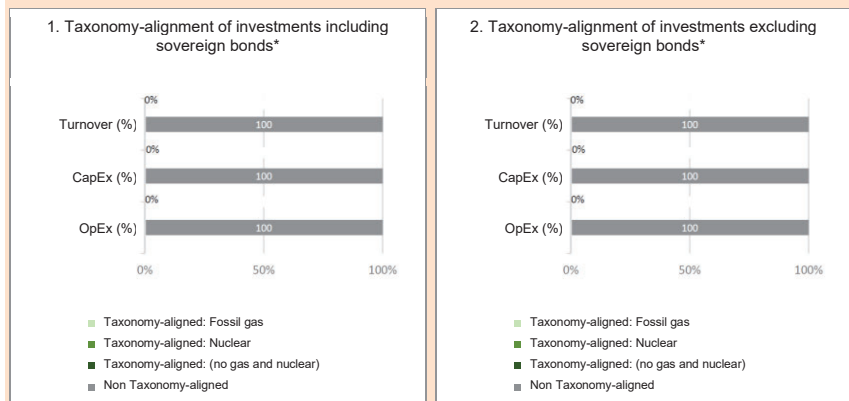 1. Taxonomy-alignment of investments including
sovereign bonds*
0%
Turnover (%)
100
0%
CapEx (%)
100
0%
OpEx (%)
100
0%
50%
100%
Taxonomy-aligned: Fossil gas
Taxonomy-aligned: Nuclear
Taxonomy-aligned: (no gas and nuclear)
Non Taxonomy-aligned
2. Taxonomy-alignment of investments excluding
sovereign bonds*
0%
Turnover (%)
100
0%
CapEx (%)
100
0%
OpEx (%)
100
0%
50%
100%
Taxonomy-aligned: Fossil gas
Taxonomy-aligned: Nuclear
Taxonomy-aligned: (no gas and nuclear)
Non Taxonomy-aligned